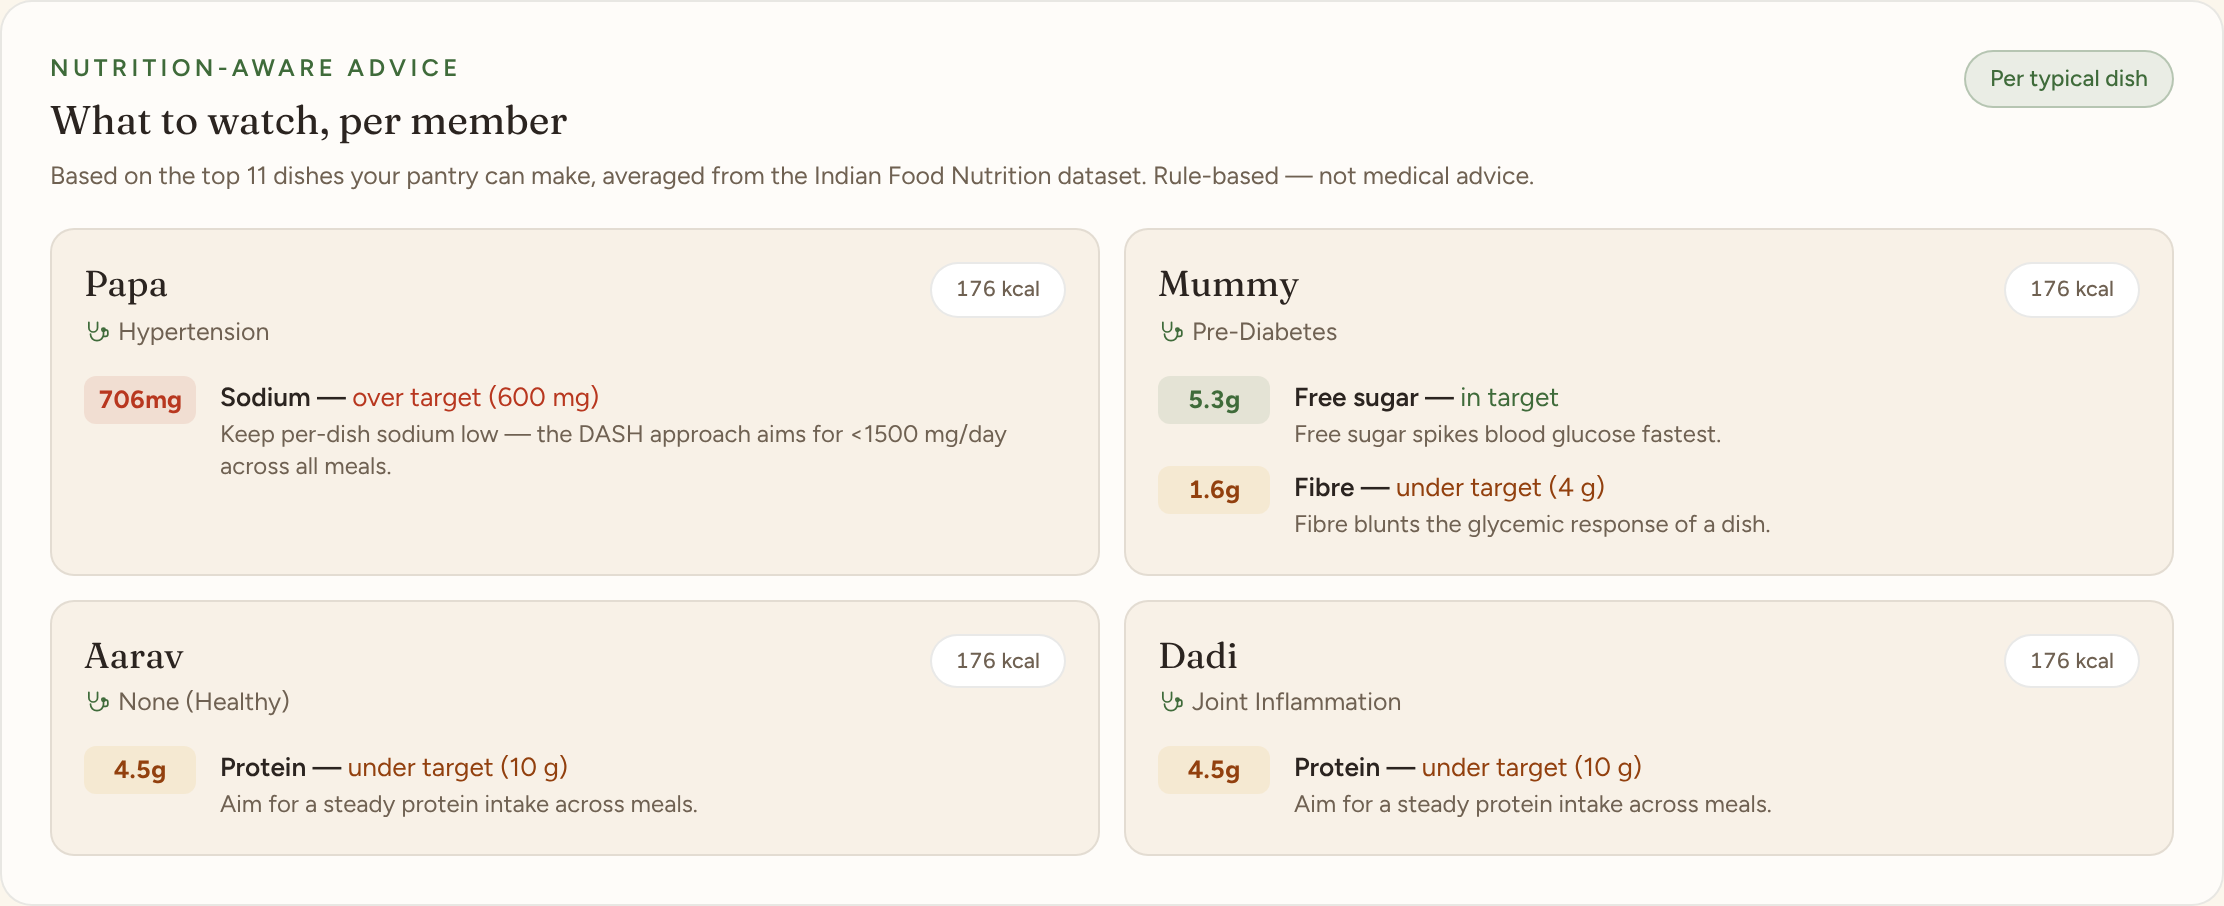 NUTRITION-AWARE ADVICE
Per typical dish
What to watch, per member
Based on the top 11 dishes your pantry can make, averaged from the Indian Food Nutrition dataset. Rule-based — not medical advice.
Papa
176 kcal
Hypertension
706mg
Sodium — over target (600 mg)
Keep per-dish sodium low — the DASH approach aims for <1500 mg/day
across all meals.
Mummy
176 kcal
Pre-Diabetes
5.3g
Free sugar — in target
Free sugar spikes blood glucose fastest.
1.6g
Fibre — under target (4 g)
Fibre blunts the glycemic response of a dish.
Aarav
176 kcal
None (Healthy)
4.5g
Protein — under target (10 g)
Aim for a steady protein intake across meals.
Dadi
176 kcal
Joint Inflammation
4.5g
Protein — under target (10 g)
Aim for a steady protein intake across meals.